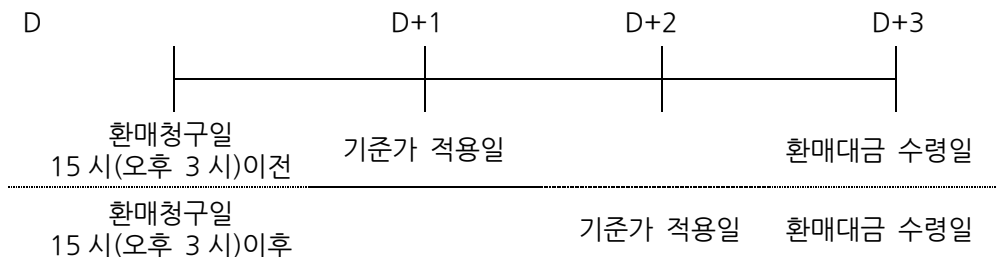 D D+1 D+2 D+3
환매청구일
15 시(오후 3 시)이전 기준가 적용일 환매대금 수령일
환매청구일
15 시(오후 3 시)이후 기준가 적용일 환매대금 수령일